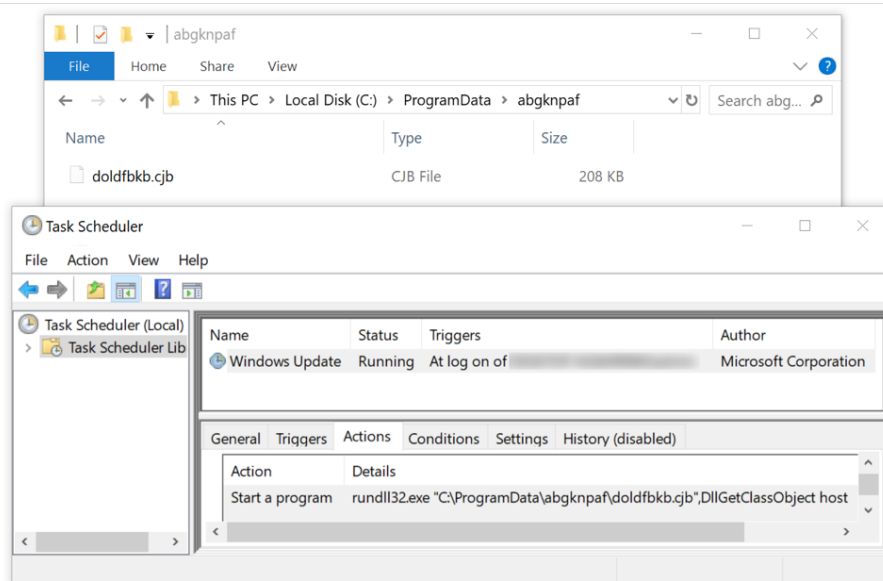 abgknpaf
File Home Share View
This PC > Local Disk (C:) > ProgramData > abgknpaf Search abg...
Name Type Size
doldfbkb.cjb CJB File 208 KB
Task Scheduler
File Action View Help
Task Scheduler (Local)
Task Scheduler Lib
Name Status Triggers Author
Windows Update Running At log on of Microsoft Corporation
General Triggers Actions Conditions Settings History (disabled)
Action Details
Start a program rundll32.exe "C:\ProgramData\abgknpaf\doldfbkb.cjb",DllGetClassObject host